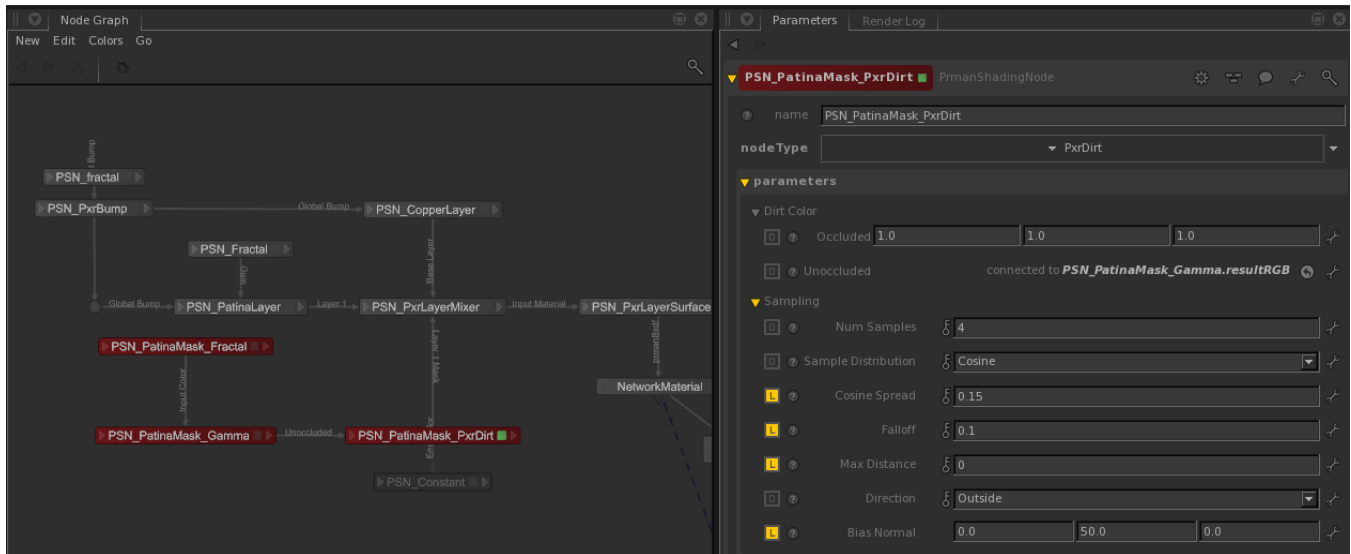 Node Graph
New Edit Colors Go
t Bump
PSN_fractal
PSN_PxrBump
Global Bump
PSN_CopperLayer
PSN_Fractal
Gain
Base Layer
Global Bump
PSN_PatinaLayer
Layer 1
PSN_PxrLayerMixer
Input Material
PSN_PxrLayerSurface
PSN_PatinaMask_Fractal
Layer 1 Mask
prmanBxdf
Input Color
NetworkMaterial
PSN_PatinaMask_Gamma
Unoccluded
PSN_PatinaMask_PxrDirt
Em
lor
PSN_Constant
Parameters Render Log
PSN_PatinaMask_PxrDirt PrmanShadingNode
name PSN_PatinaMask_PxrDirt
nodeType PxrDirt
parameters
Dirt Color
D ? Occluded 1.0 1.0 1.0
D ? Unoccluded connected to PSN_PatinaMask_Gamma.resultRGB
Sampling
D ? Num Samples 4
D ? Sample Distribution Cosine
L ? Cosine Spread 0.15
L ? Falloff 0.1
L ? Max Distance 0
D ? Direction Outside
L ? Bias Normal 0.0 50.0 0.0